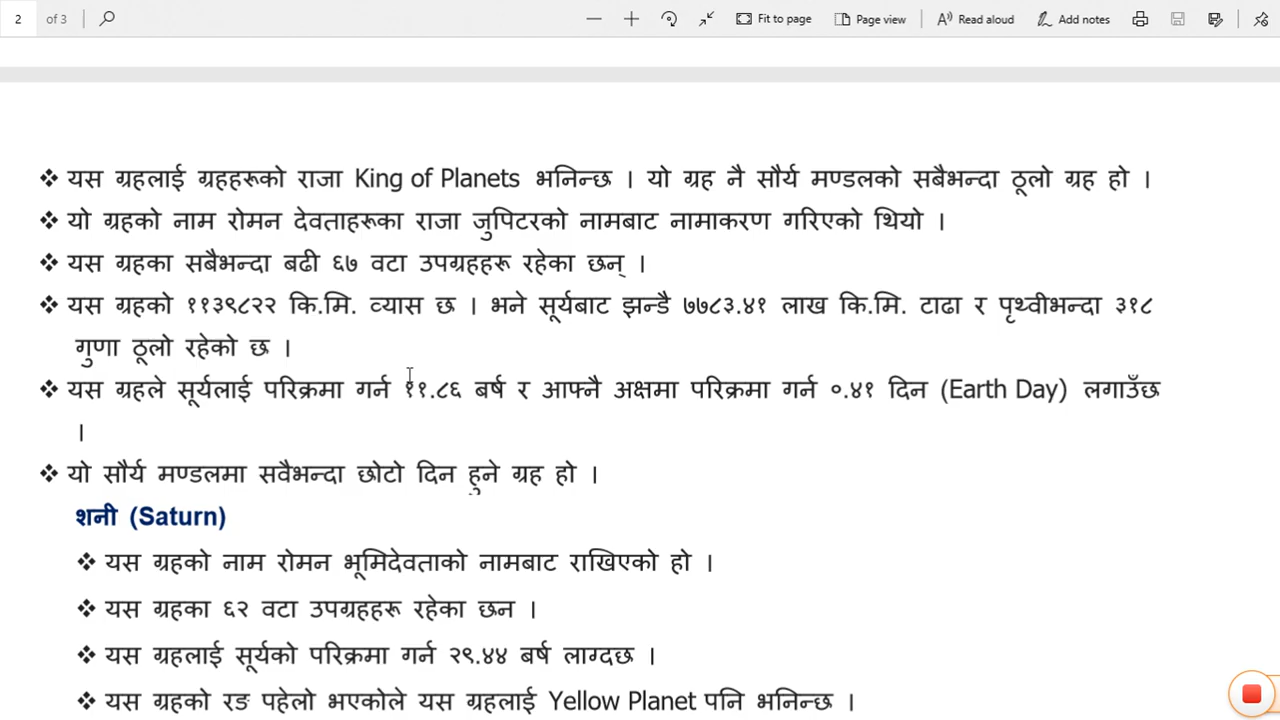 2 of 3 Fit to page Page view Read aloud Add notes
❖ यस ग्रहलाई ग्रहहरूको राजा King of Planets भनिन्छ । यो ग्रह नै सौर्य मण्डलको सबैभन्दा ठूलो ग्रह हो ।
❖ यो ग्रहको नाम रोमन देवताहरूका राजा जुपिटरको नामबाट नामाकरण गरिएको थियो ।
❖ यस ग्रहका सबैभन्दा बढी ६७ वटा उपग्रहहरू रहेका छन् ।
❖ यस ग्रहको ११३९८२२ कि.मि. व्यास छ । भने सूर्यबाट झन्डै ७७८३.४१ लाख कि.मि. टाढा र पृथ्वीभन्दा ३१८
गुणा ठूलो रहेको छ ।
❖ यस ग्रहले सूर्यलाई परिक्रमा गर्न ११.८६ बर्ष र आफ्नै अक्षमा परिक्रमा गर्न ०.४१ दिन (Earth Day) लगाउँछ
।
❖ यो सौर्य मण्डलमा सवैभन्दा छोटो दिन हुने ग्रह हो ।
शनी (Saturn)
❖ यस ग्रहको नाम रोमन भूमिदेवताको नामबाट राखिएको हो ।
❖ यस ग्रहका ६२ वटा उपग्रहहरू रहेका छन ।
❖ यस ग्रहलाई सूर्यको परिक्रमा गर्न २९.४४ बर्ष लाग्दछ ।
❖ यस ग्रहको रङ पहेलो भएकोले यस ग्रहलाई Yellow Planet पनि भनिन्छ ।